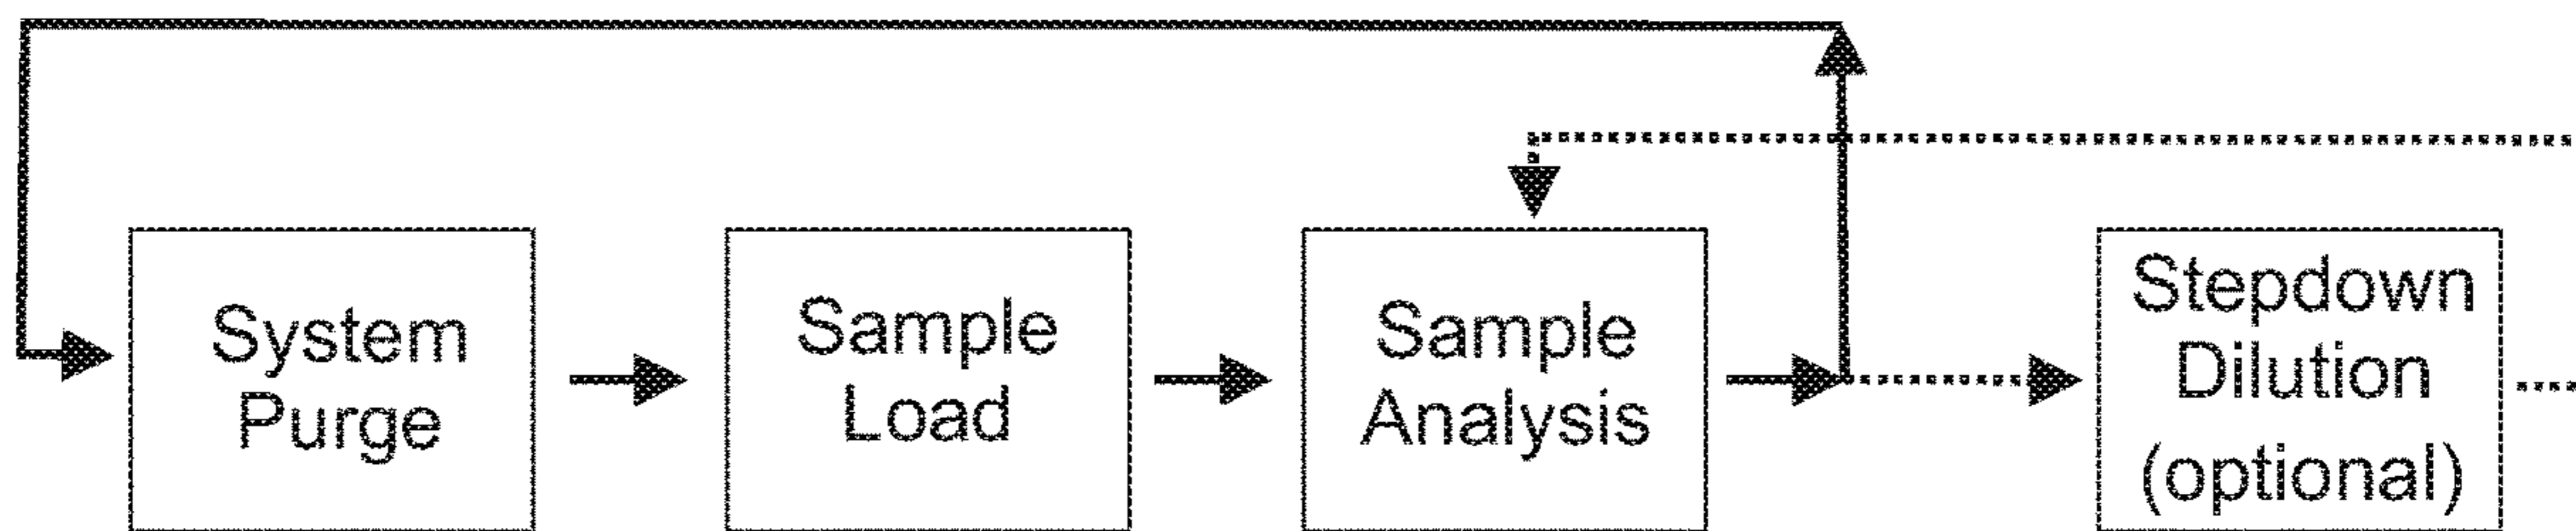 System
Purge
Sample
Load
Sample
Analysis
Stepdown
Dilution
(optional)